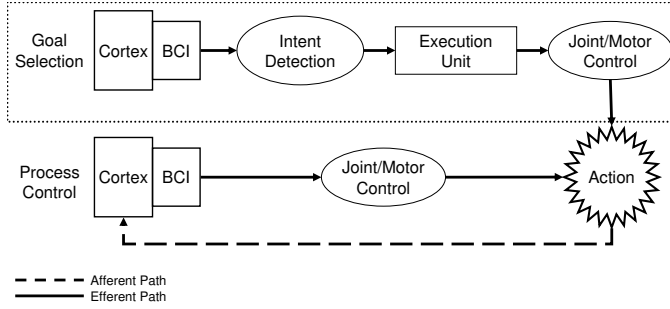 Goal
Selection
Cortex
BCI
Intent
Detection
Execution
Unit
Joint/Motor
Control
Process
Control
Cortex
BCI
Joint/Motor
Control
Action
Afferent Path
Efferent Path